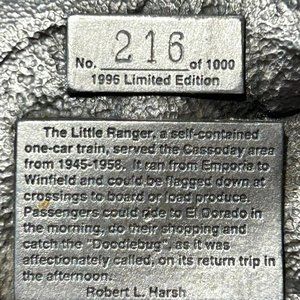 No. 216 of 1000
1996 Limited Edition
The Little Ranger, a self-contained
one-car train, served the Cassoday area
from 1945-1958. It ran from Emporia to
Winfield and could be flagged down at
crossings to board or load produce.
Passengers could ride to El Dorado in
the morning, do their shopping and
catch the "Doodlebug", as it was
affectionately called, on its return trip in
the afternoon.
Robert L. Harsh